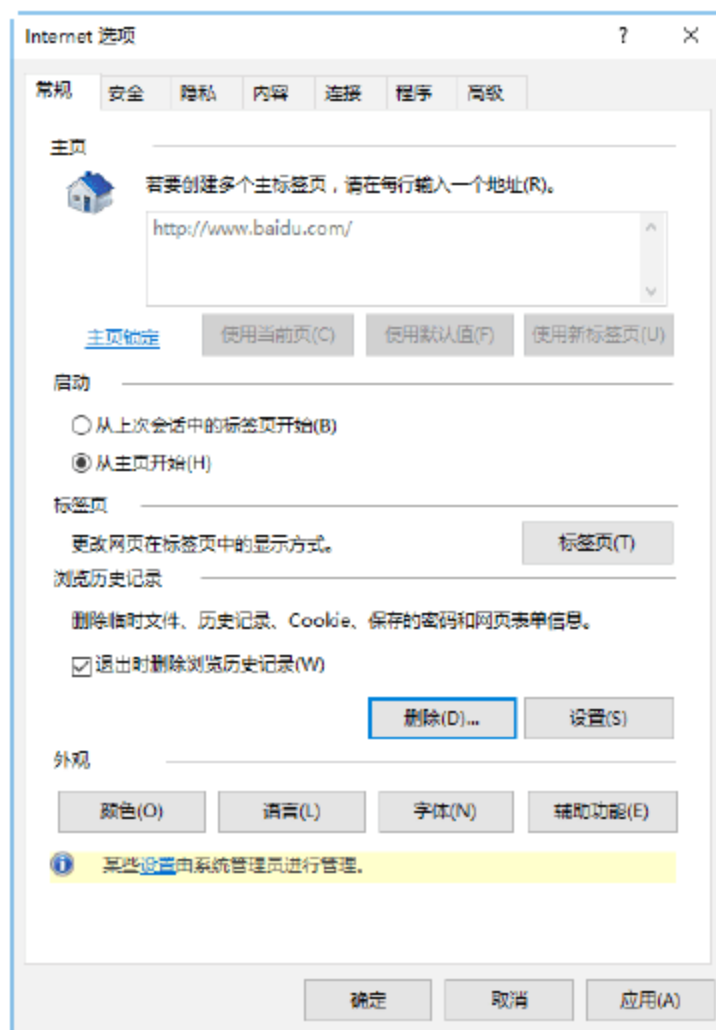 Internet 选项
?
×
常规 安全 隐私 内容 连接 程序 高级
主页
若要创建多个主标签页，请在每行输入一个地址(R)。
http://www.baidu.com/
主页锁定 使用当前页(C) 使用默认值(F) 使用新标签页(U)
启动
从上次会话中的标签页开始(B)
从主页开始(H)
标签页
更改网页在标签页中的显示方式。 标签页(T)
浏览历史记录
删除临时文件、历史记录、Cookie、保存的密码和网页表单信息。
退出时删除浏览历史记录(W)
删除(D)... 设置(S)
外观
颜色(O) 语言(L) 字体(N) 辅助功能(E)
某些设置由系统管理员进行管理。
确定 取消 应用(A)